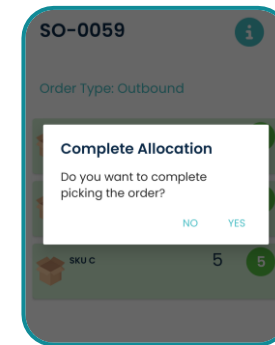 SO-0059
i
Order Type: Outbound
Complete Allocation
Do you want to complete
picking the order?
NO YES
SKU C 5 5